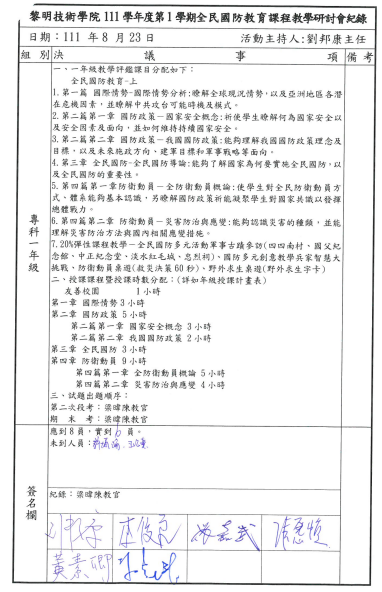 黎明技術學院 111 學年度第 1 學期全民國防教育課程教學研討會紀錄
日期：111 年 8 月 23 日 活動主持人：劉邦康主任
組別 決議事項 備考
專科一年級
一、一年級教學評鑑課目分配如下：
全民國防教育-上
1.第一篇 國際情勢-國際情勢分析:瞭解全球現況情勢，以及亞洲地區各潛
在危機因素，並瞭解中共攻台可能時機及模式。
2.第二篇第一章 國防政策－國家安全概念:析使學生瞭解何為國家安全以
及安全因素及面向，並如何維持持續國家安全。
3.第二篇第二章 國防政策－我國國防政策:能夠理解我國國防政策理念及
目標，以及未來施政方向、建軍目標和軍事戰略等面向。
4.第三章 全民國防-全民國防導論:能夠了解國家為何要實施全民國防，以
及全民國防的重要性。
5.第四篇第一章 防衛動員－全防衛動員概論:使學生對全民防衛動員方
式、體系能夠基本認識，另瞭解國防政策祈能凝聚學生對國家共識以發揮
總體戰力。
6.第四篇第二章 防衛動員－災害防治與應變:能夠認識災害的種類，並能
理解災害防治方法與國內相關應變措施。
7.20%彈性課程教學－全民國防多元活動軍事古蹟參訪(四四南村、國父紀
念館、中正紀念堂、淡水紅毛城、忠烈祠)、國防多元創意教學兵家智慧大
挑戰、防衛動員桌遊(救災決策 60 秒)、野外求生桌遊(野外求生字卡)
二、授課課程暨授課時數分配：(詳如年級授課計畫表)
友善校園 1 小時
第一章 國際情勢 3 小時
第二章 國防政策 5 小時
第二篇第一章 國家安全概念 3 小時
第二篇第二章 我國國防政策 2 小時
第三章 全民國防 3 小時
第四章 防衛動員 9 小時
第四篇第一章 全防衛動員概論 5 小時
第四篇第二章 災害防治與應變 4 小時
三、試題出題順序：
第二次段考：梁暐陳教官
期 末 考：梁暐陳教官
簽名欄
應到 8 員，實到 6 員。
未到人員：
紀錄：梁暐陳教官
黃素卿